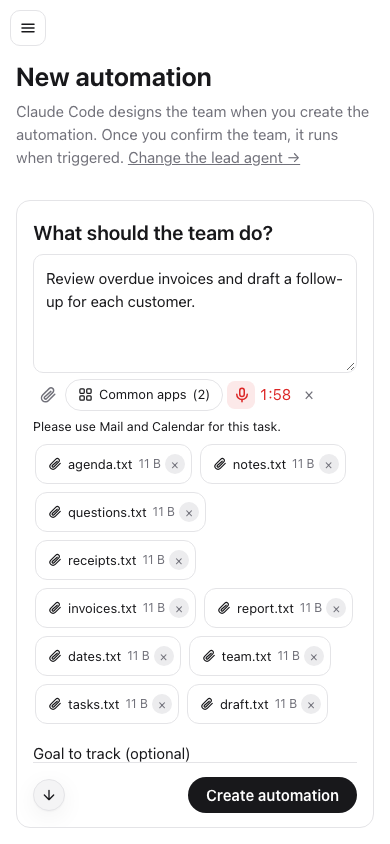 New automation
Claude Code designs the team when you create the
automation. Once you confirm the team, it runs
when triggered. Change the lead agent →
What should the team do?
Review overdue invoices and draft a follow-
up for each customer.
Common apps (2) 1:58 ×
Please use Mail and Calendar for this task.
agenda.txt 11 B × notes.txt 11 B ×
questions.txt 11 B ×
receipts.txt 11 B ×
invoices.txt 11 B × report.txt 11 B ×
dates.txt 11 B × team.txt 11 B ×
tasks.txt 11 B × draft.txt 11 B ×
Goal to track (optional)
Create automation